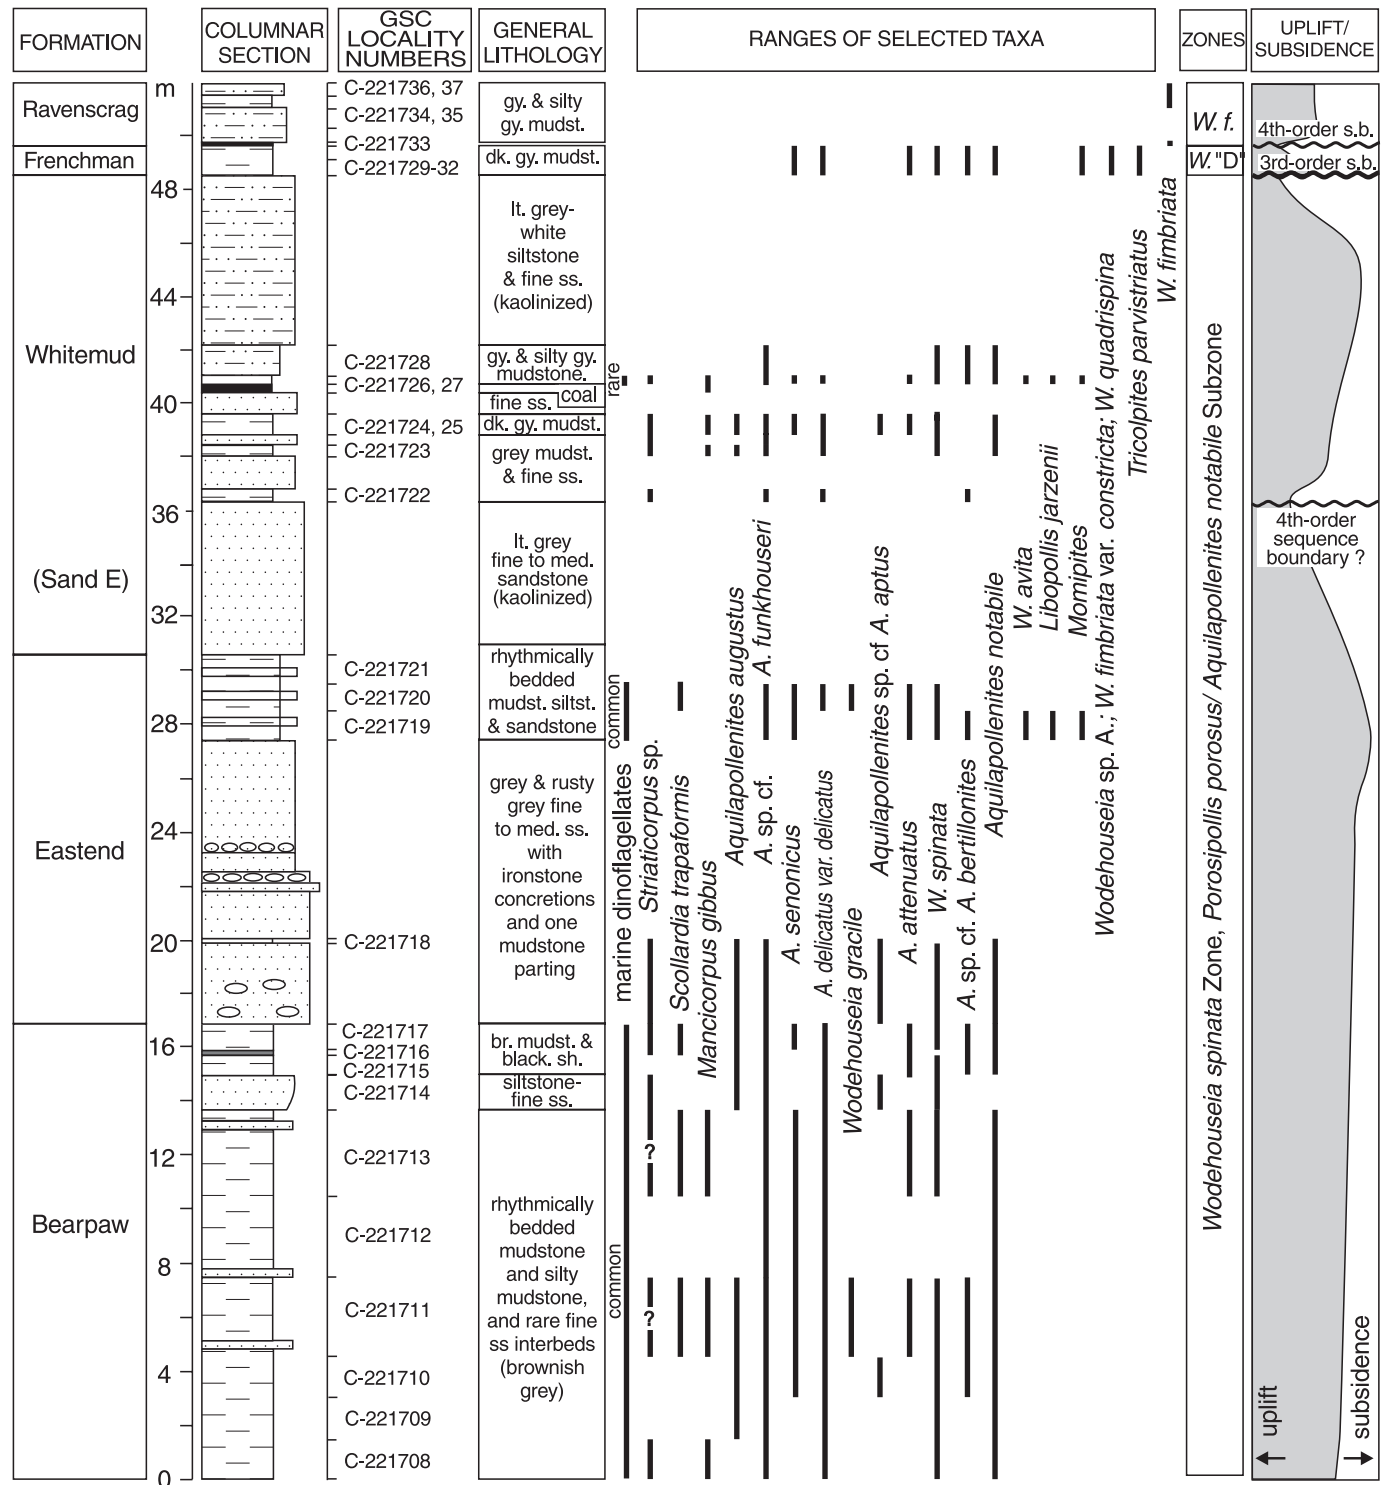 FORMATION
COLUMNAR
SECTION
GSC
LOCALITY
NUMBERS
GENERAL
LITHOLOGY
RANGES OF SELECTED TAXA
ZONES
UPLIFT/
SUBSIDENCE
Ravenscrag
Frenchman
Whitemud
(Sand E)
Eastend
Bearpaw
m
48
44
40
36
32
28
24
20
16
12
8
4
0
C-221736, 37
C-221734, 35
C-221733
C-221729-32
C-221728
C-221726, 27
C-221724, 25
C-221723
C-221722
C-221721
C-221720
C-221719
C-221718
C-221717
C-221716
C-221715
C-221714
C-221713
C-221712
C-221711
C-221710
C-221709
C-221708
gy. & silty
gy. mudst.
dk. gy. mudst.
lt. grey-
white
siltstone
& fine ss.
(kaolinized)
gy. & silty gy.
mudstone.
coal
fine ss.
dk. gy. mudst.
grey mudst.
& fine ss.
lt. grey
fine to med.
sandstone
(kaolinized)
rhythmically
bedded
mudst. siltst.
& sandstone
grey & rusty
grey fine
to med. ss.
with
ironstone
concretions
and one
mudstone
parting
br. mudst. &
black. sh.
siltstone-
fine ss.
rhythmically
bedded
mudstone
and silty
mudstone,
and rare fine
ss interbeds
(brownish
grey)
rare
common
common
marine dinoflagellates
Striaticorpus sp.
?
?
Scollardia trapaformis
Mancicorpus gibbus
Aquilapollenites augustus
A. sp. cf. A. funkhouseri
A. senonicus
A. delicatus var. delicatus
Wodehouseia gracile
Aquilapollenites sp. cf A. aptus
A. attenuatus
W. spinata
A. sp. cf. A. bertillonites
Aquilapollenites notabile
W. avita
Libopollis jarzenii
Momipites
Wodehouseia sp. A.; W. fimbriata var. constricta; W. quadrispina
Tricolpites parvistriatus
W. fimbriata
W. f.
W. "D"
Wodehouseia spinata Zone, Porosipollis porosus/ Aquilapollenites notabile Subzone
4th-order s.b.
3rd-order s.b.
4th-order
sequence
boundary ?
uplift
subsidence